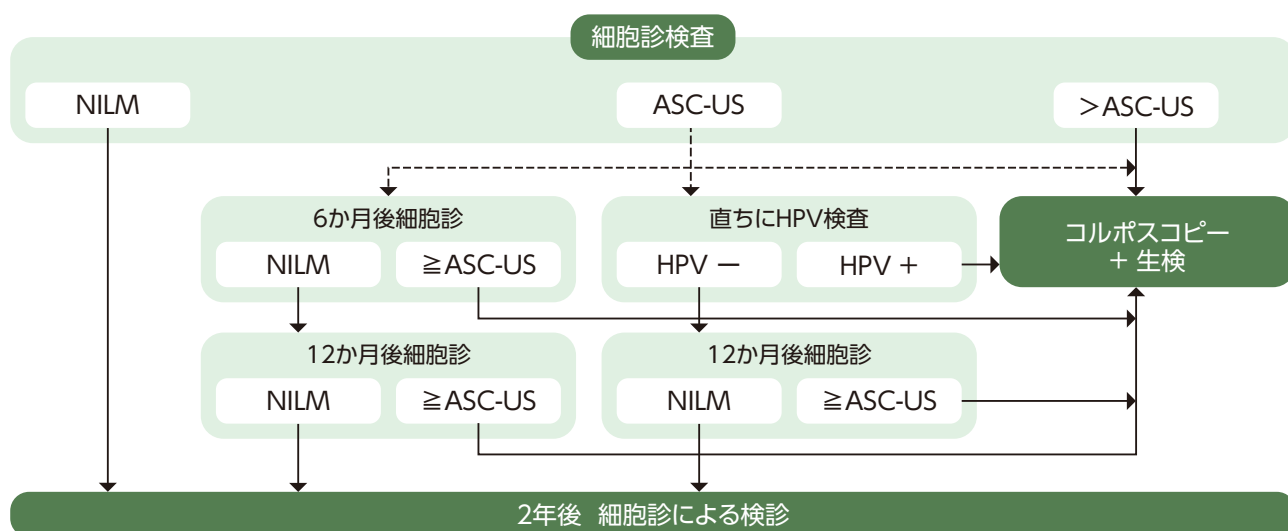 細胞診検査
NILM
ASC-US
＞ASC-US
6か月後細胞診
NILM
≧ASC-US
直ちにHPV検査
HPV －
HPV ＋
コルポスコピー
＋ 生検
12か月後細胞診
NILM
≧ASC-US
12か月後細胞診
NILM
≧ASC-US
2年後 細胞診による検診